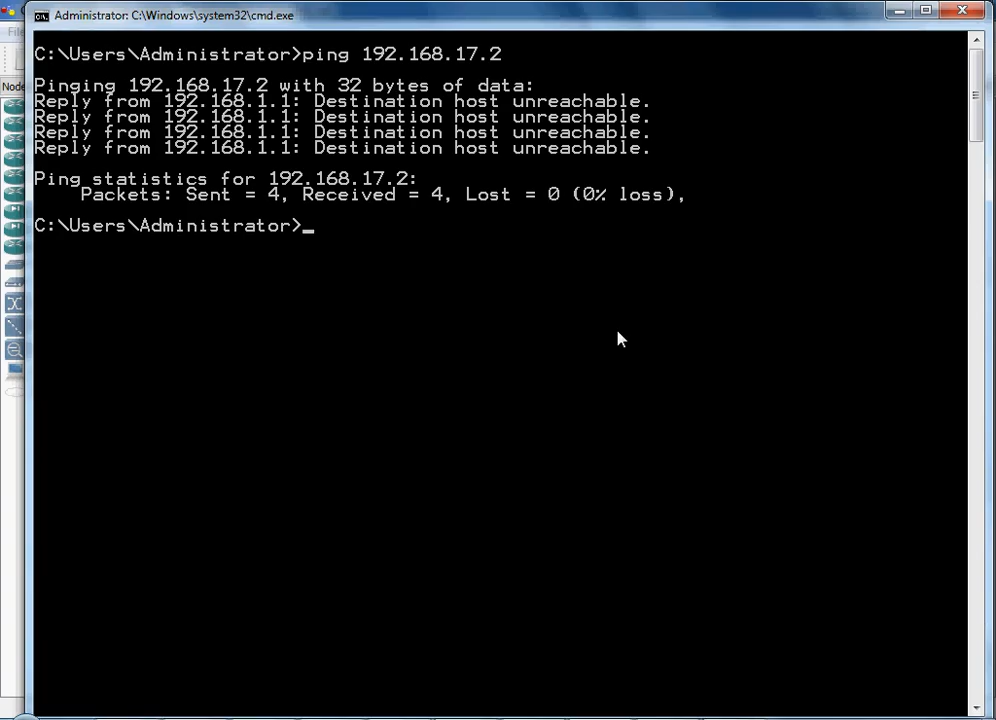 Administrator: C:\Windows\system32\cmd.exe
File
Node
C:\Users\Administrator>ping 192.168.17.2
Pinging 192.168.17.2 with 32 bytes of data:
Reply from 192.168.1.1: Destination host unreachable.
Reply from 192.168.1.1: Destination host unreachable.
Reply from 192.168.1.1: Destination host unreachable.
Reply from 192.168.1.1: Destination host unreachable.
Ping statistics for 192.168.17.2:
Packets: Sent = 4, Received = 4, Lost = 0 (0% loss),
C:\Users\Administrator>_